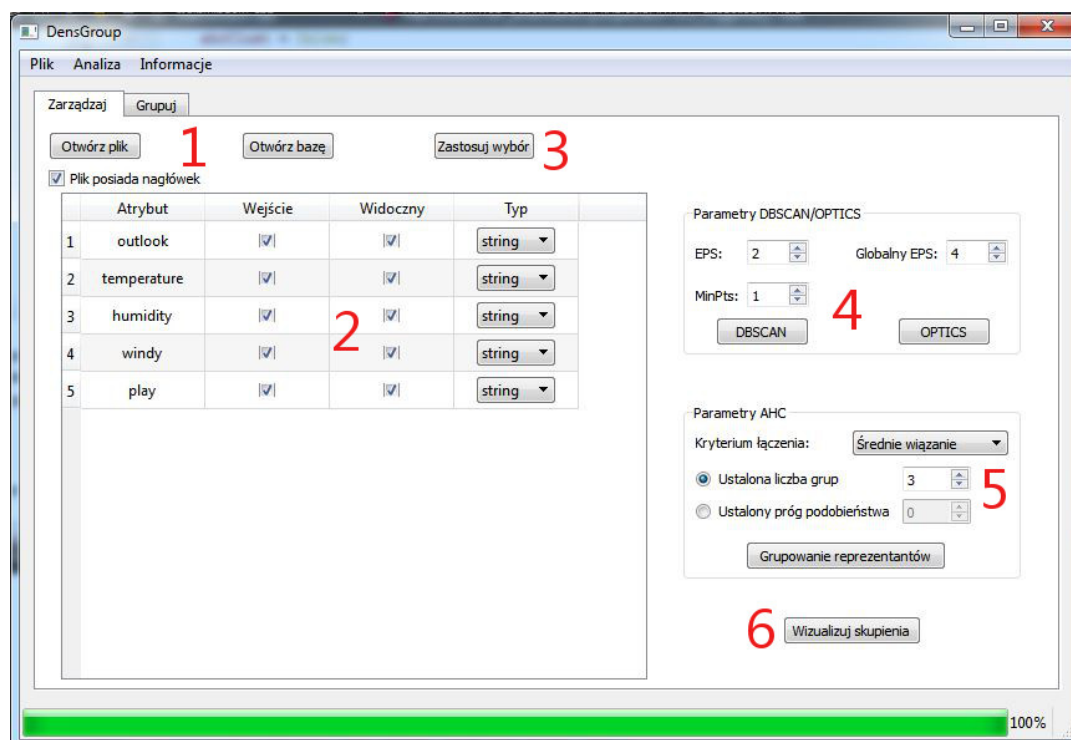 DensGroup
Plik Analiza Informacje
Zarządzaj Grupuj
Otwórz plik 1 Otwórz bazę Zastosuj wybór 3
Plik posiada nagłówek
Atrybut Wejście Widoczny Typ
1 outlook string
2 temperature string
3 humidity string
2
4 windy string
5 play string
Parametry DBSCAN/OPTICS
EPS: 2 Globalny EPS: 4
MinPts: 1
4
DBSCAN OPTICS
Parametry AHC
Kryterium łączenia: Średnie wiązanie
Ustalona liczba grup 3
5
Ustalony próg podobieństwa 0
Grupowanie reprezentantów
6 Wizualizuj skupienia
100%